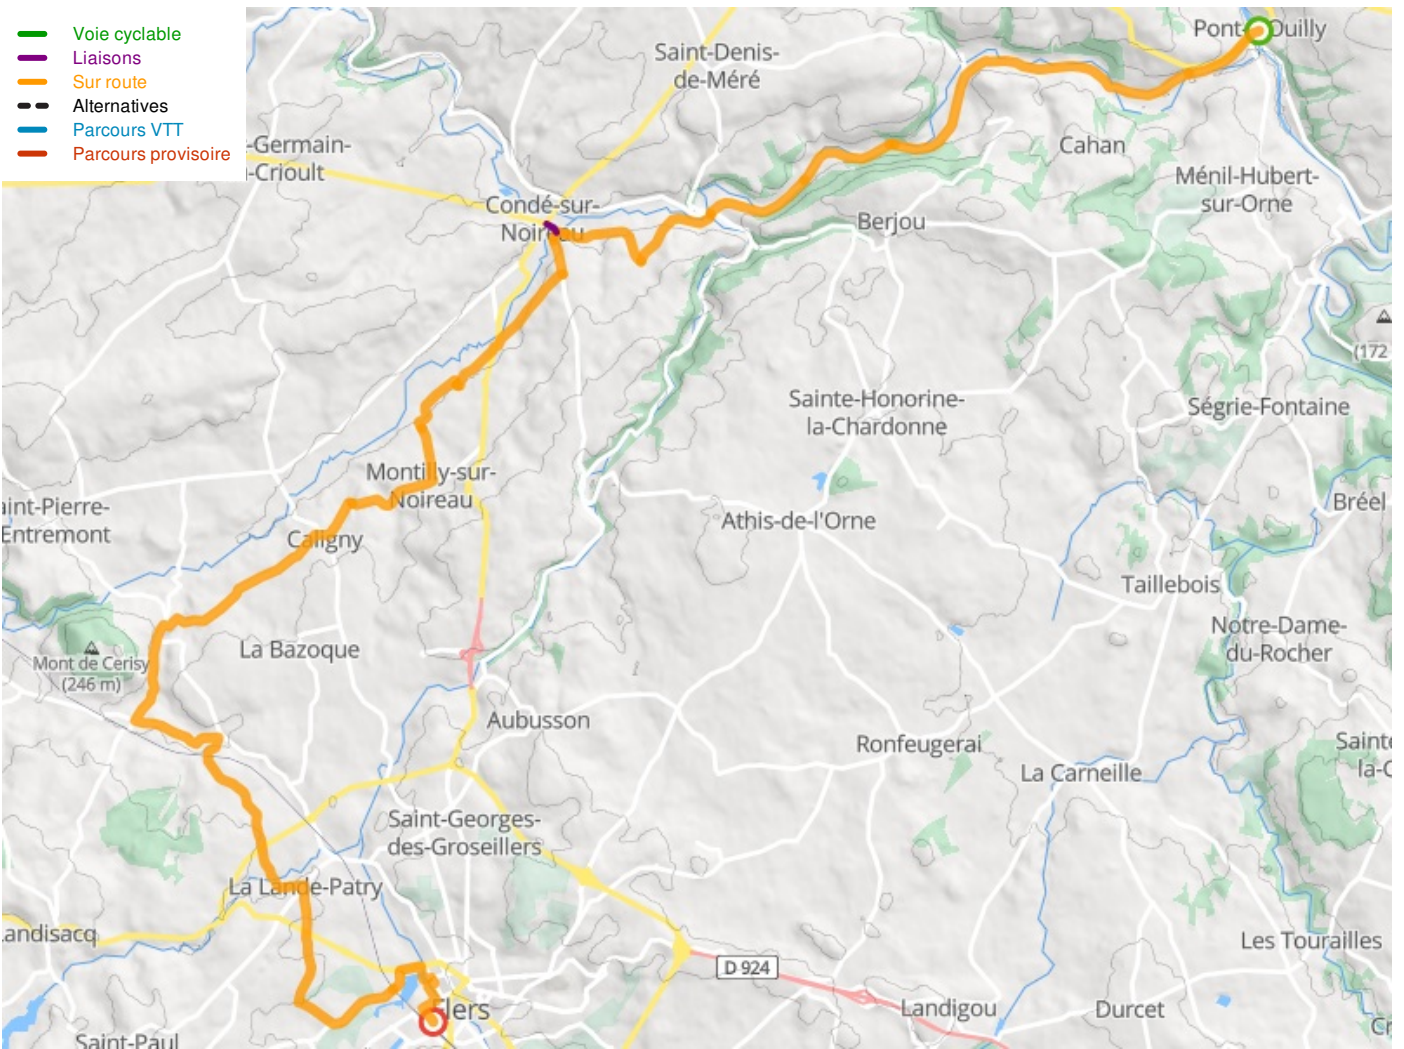 Voie cyclable
Liaisons
Sur route
Alternatives
Parcours VTT
Parcours provisoire
Pont-
Ouilly
Saint-Denis-
de-Méré
-Germain-
-Crioult
Cahan
Ménil-Hubert-
sur-Orne
Condé-sur-
Noireau
Berjou
(172
Sainte-Honorine-
la-Chardonne
Ségrie-Fontaine
Montilly-sur-
Noireau
aint-Pierre-
Entremont
Bréel
Athis-de-l'Orne
Caligny
Taillebois
Notre-Dame-
du-Rocher
La Bazoque
Mont de Cerisy
(246 m)
Aubusson
Ronfeugerai
Sainte
la-C
La Carneille
Saint-Georges-
des-Groseillers
La Lande-Patry
andisacq
Les Tourailles
D 924
Flers
Landigou
Durcet
Cr
Saint-Paul